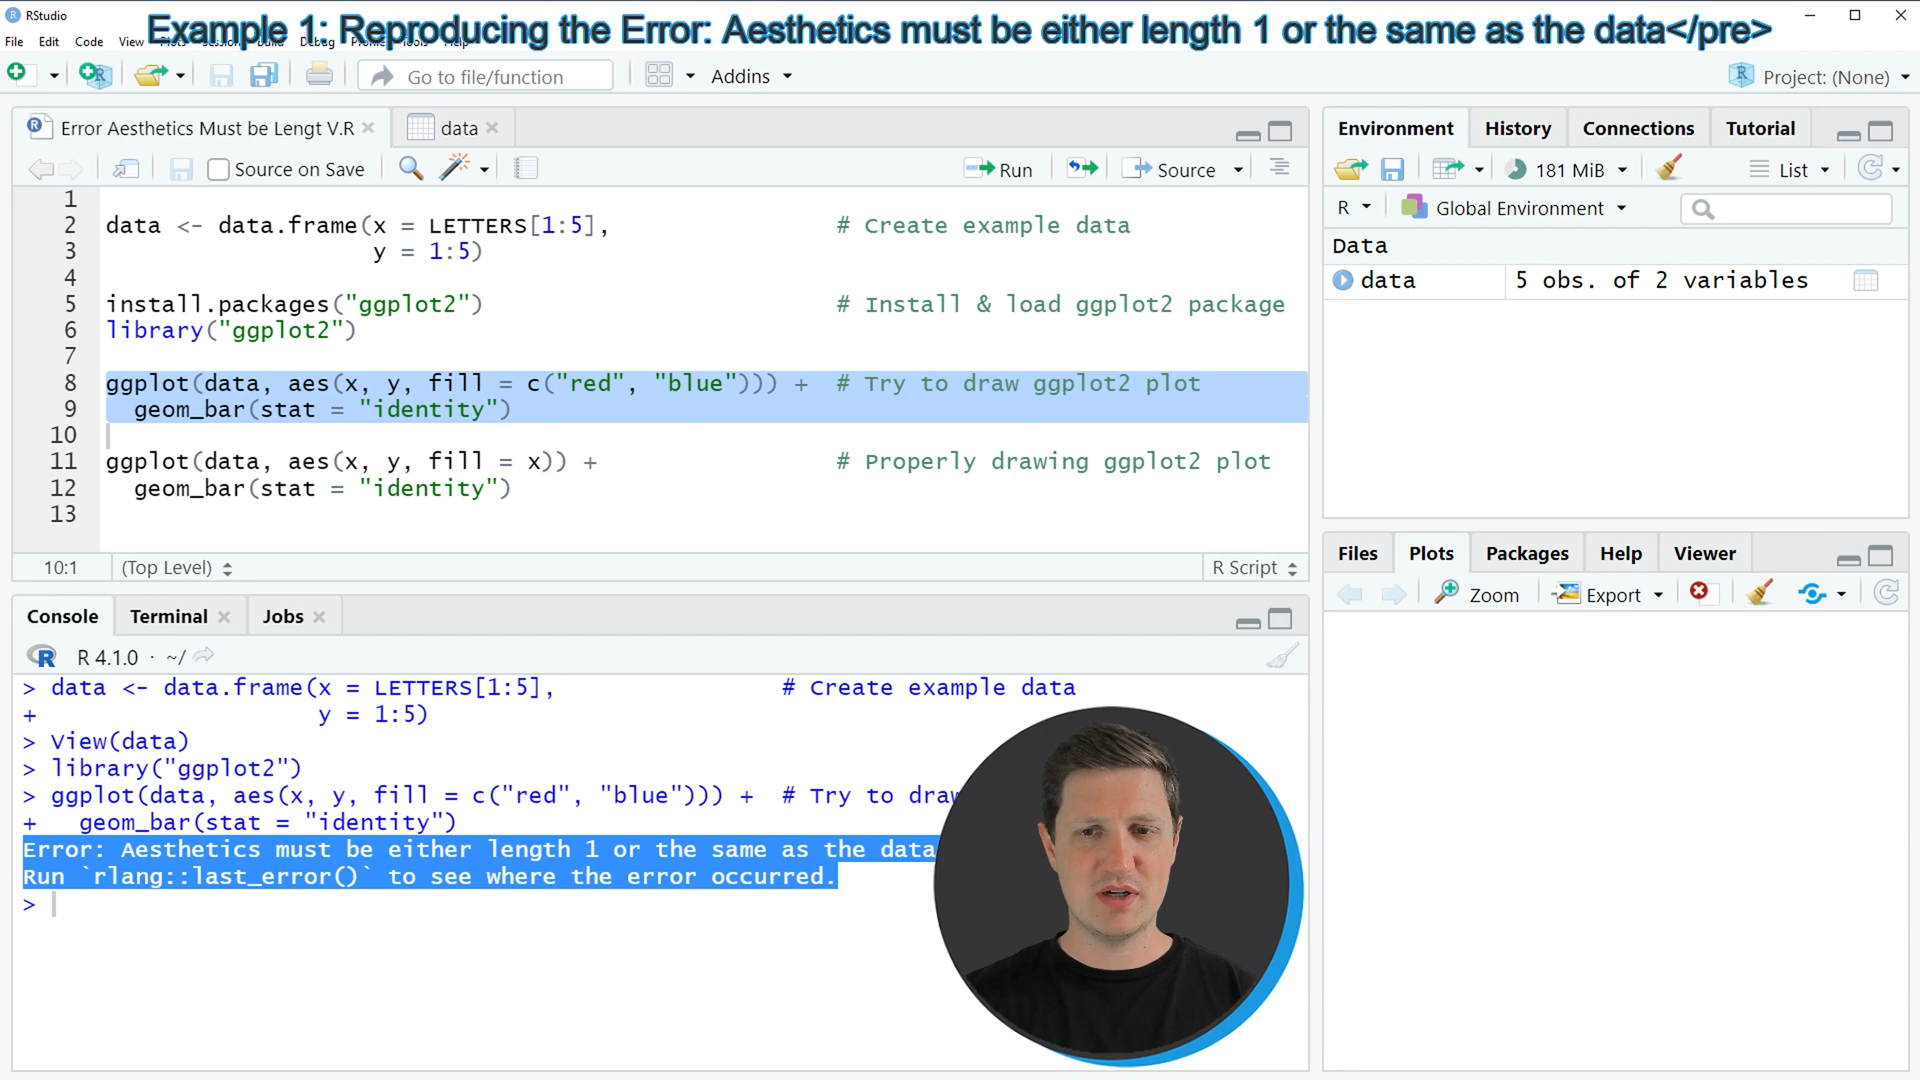 RStudio
Example 1: Reproducing the Error: Aesthetics must be either length 1 or the same as the data</pre>
File Edit Code View Plots Session Build Debug Profile Tools Help
Go to file/function
Addins
Project: (None)
Error Aesthetics Must be Lengt V.R
data
Source on Save
Run
Source
1
2 data <- data.frame(x = LETTERS[1:5], # Create example data
3 y = 1:5)
4
5 install.packages("ggplot2") # Install & load ggplot2 package
6 library("ggplot2")
7
8 ggplot(data, aes(x, y, fill = c("red", "blue"))) + # Try to draw ggplot2 plot
9 geom_bar(stat = "identity")
10
11 ggplot(data, aes(x, y, fill = x)) + # Properly drawing ggplot2 plot
12 geom_bar(stat = "identity")
13
10:1 (Top Level) R Script
Console Terminal Jobs
R 4.1.0 · ~/
> data <- data.frame(x = LETTERS[1:5], # Create example data
+ y = 1:5)
> View(data)
> library("ggplot2")
> ggplot(data, aes(x, y, fill = c("red", "blue"))) + # Try to draw
+ geom_bar(stat = "identity")
Error: Aesthetics must be either length 1 or the same as the data
Run `rlang::last_error()` to see where the error occurred.
>
Environment History Connections Tutorial
181 MiB
List
R Global Environment
Data
data 5 obs. of 2 variables
Files Plots Packages Help Viewer
Zoom Export